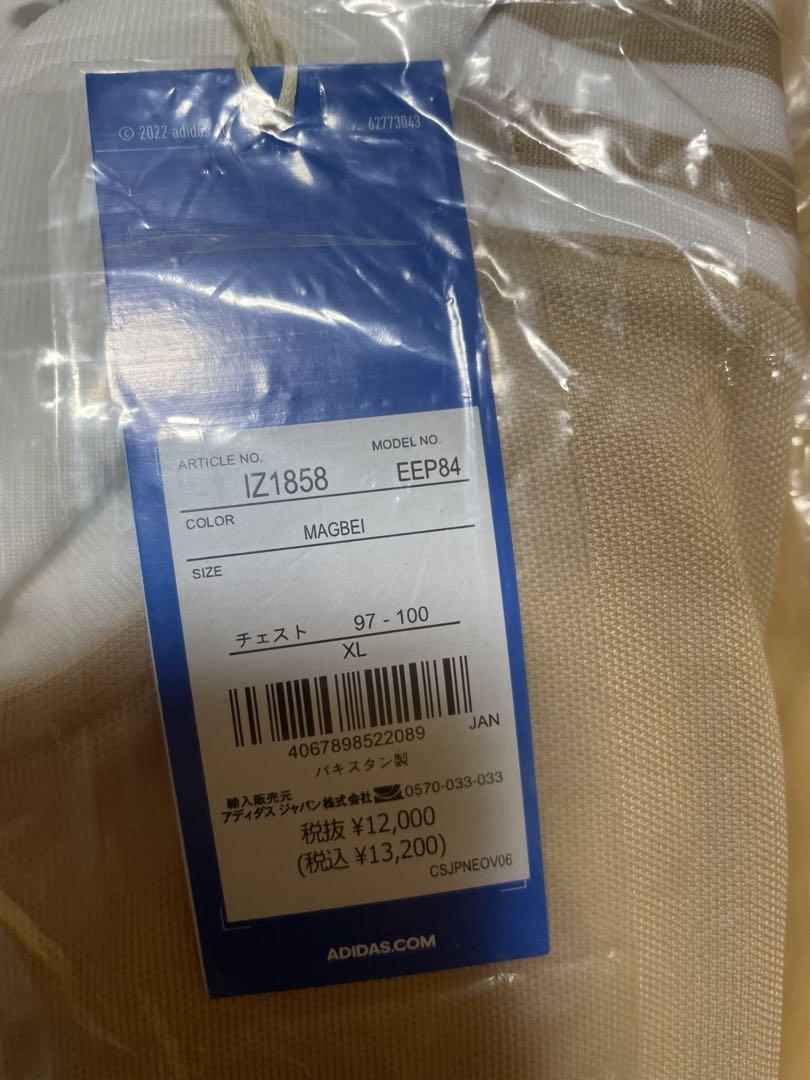 © 2022 adidas
62773043
ARTICLE NO.
MODEL NO.
IZ1858
EEP84
COLOR
MAGBEI
SIZE
チェスト 97 - 100
XL
4067898522089
JAN
パキスタン製
輸入販売元
アディダス ジャパン株式会社 0570-033-033
税抜 ¥12,000
(税込 ¥13,200)
CSJPNEOV06
ADIDAS.COM